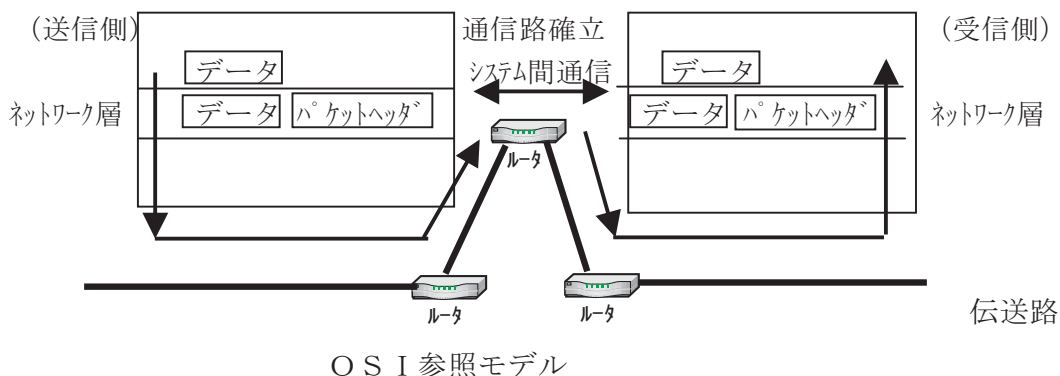 (送信側)
通信路確立
(受信側)
データ
システム間通信
データ
ネットワーク層
データ
パケットヘッダ
データ
パケットヘッダ
ネットワーク層
ルータ
ルータ
ルータ
伝送路
OSI参照モデル